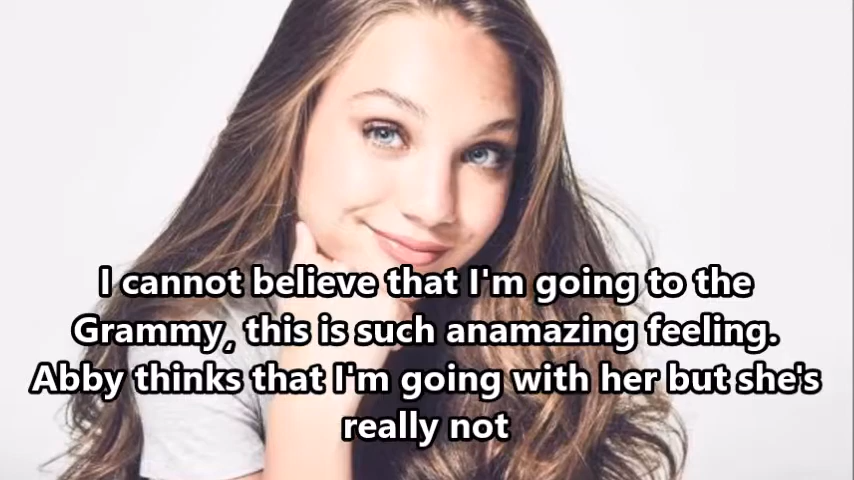 I cannot believe that I'm going to the
Grammy, this is such anamazing feeling.
Abby thinks that I'm going with her but she's
really not